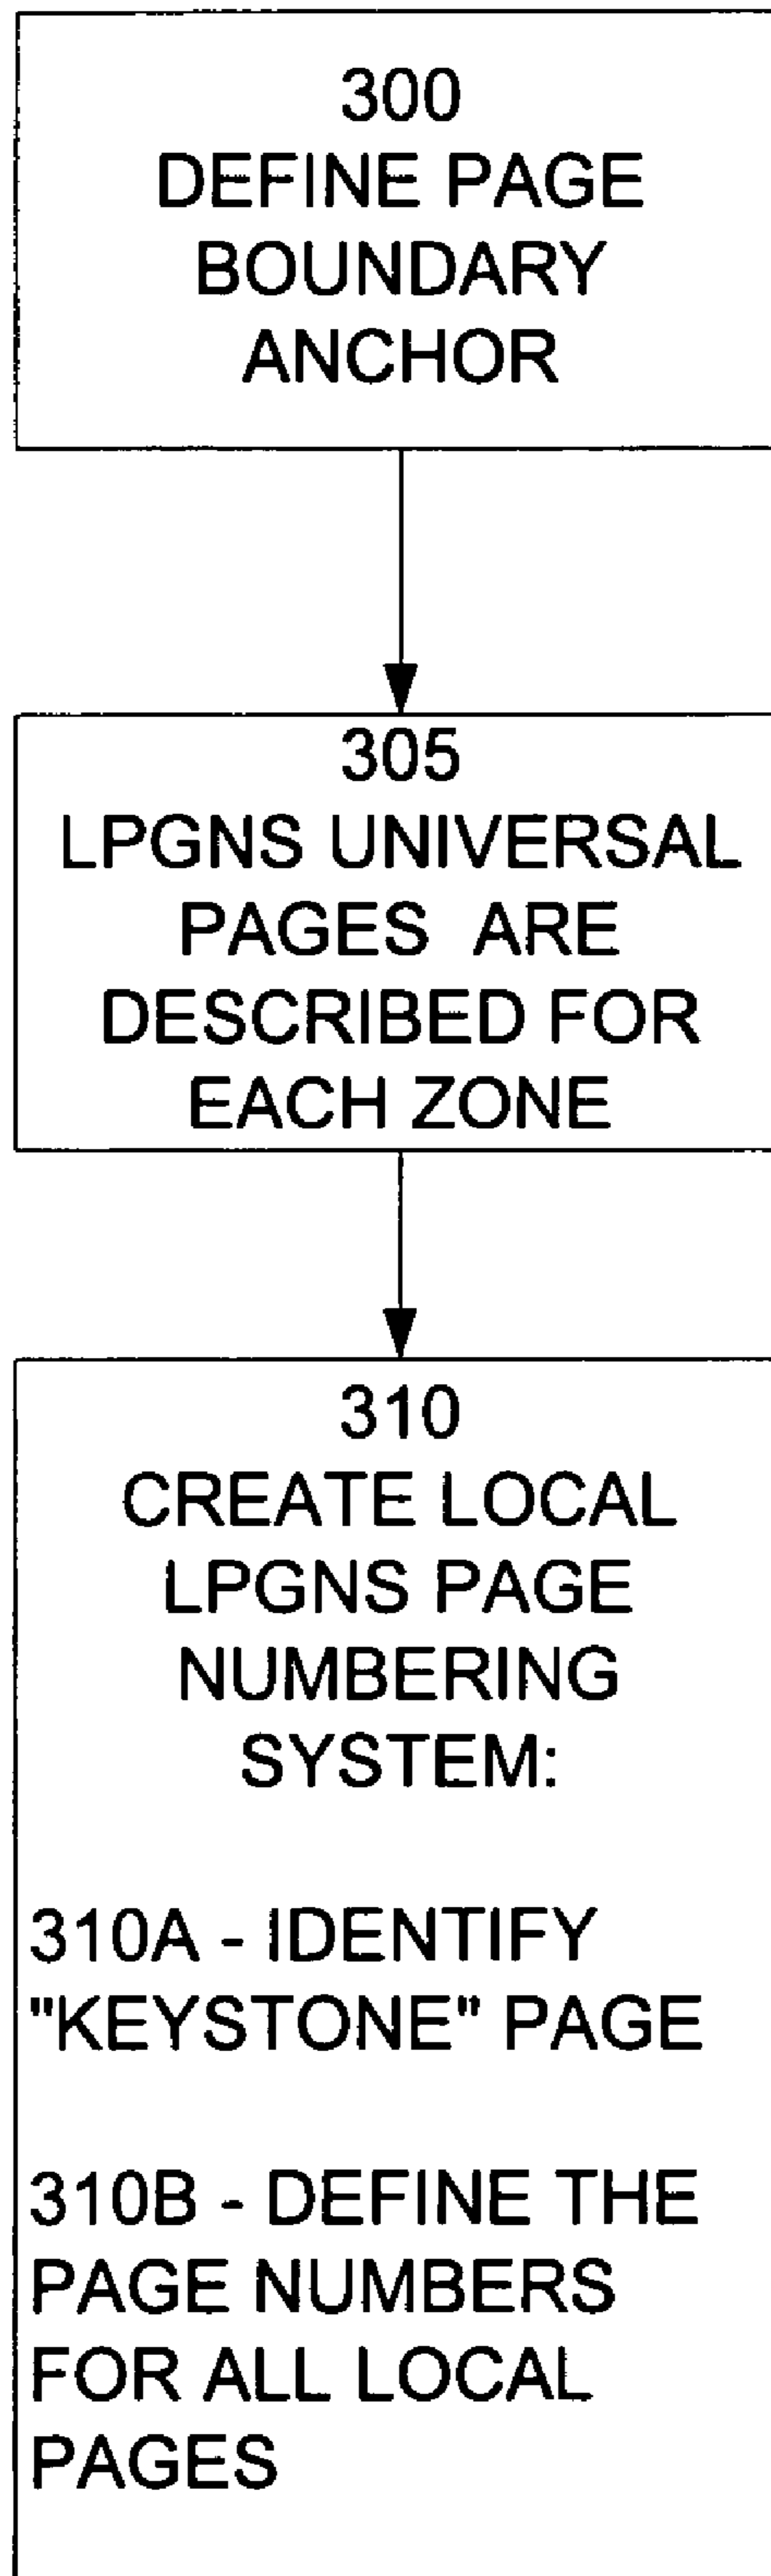 300
DEFINE PAGE
BOUNDARY
ANCHOR
305
LPGNS UNIVERSAL
PAGES ARE
DESCRIBED FOR
EACH ZONE
310
CREATE LOCAL
LPGNS PAGE
NUMBERING
SYSTEM:
310A - IDENTIFY
"KEYSTONE" PAGE
310B - DEFINE THE
PAGE NUMBERS
FOR ALL LOCAL
PAGES